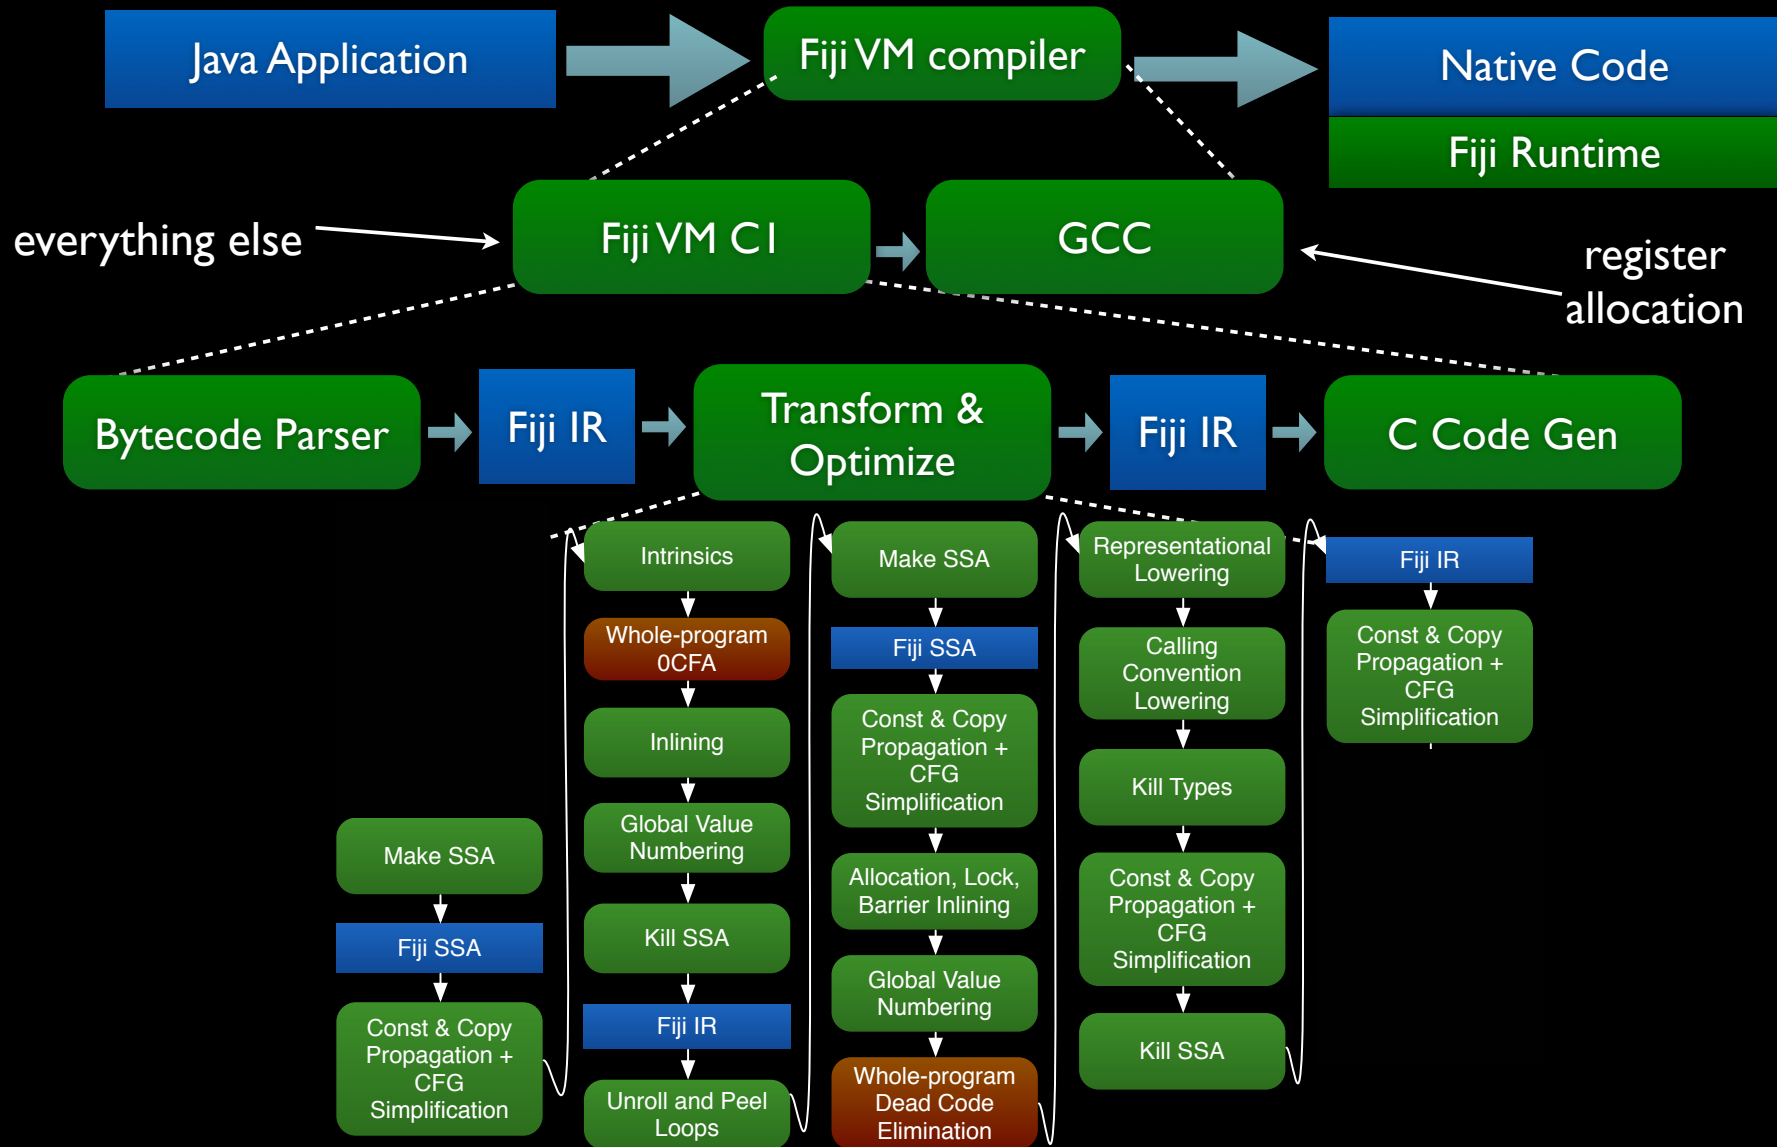 Java Application
Fiji VM compiler
Native Code
Fiji Runtime
everything else
Fiji VM C1
GCC
register
allocation
Bytecode Parser
Fiji IR
Transform &
Optimize
Fiji IR
C Code Gen
Make SSA
Fiji SSA
Const & Copy
Propagation +
CFG
Simplification
Intrinsics
Whole-program
0CFA
Inlining
Global Value
Numbering
Kill SSA
Fiji IR
Unroll and Peel
Loops
Make SSA
Fiji SSA
Const & Copy
Propagation +
CFG
Simplification
Allocation, Lock,
Barrier Inlining
Global Value
Numbering
Whole-program
Dead Code
Elimination
Representational
Lowering
Calling
Convention
Lowering
Kill Types
Const & Copy
Propagation +
CFG
Simplification
Kill SSA
Fiji IR
Const & Copy
Propagation +
CFG
Simplification